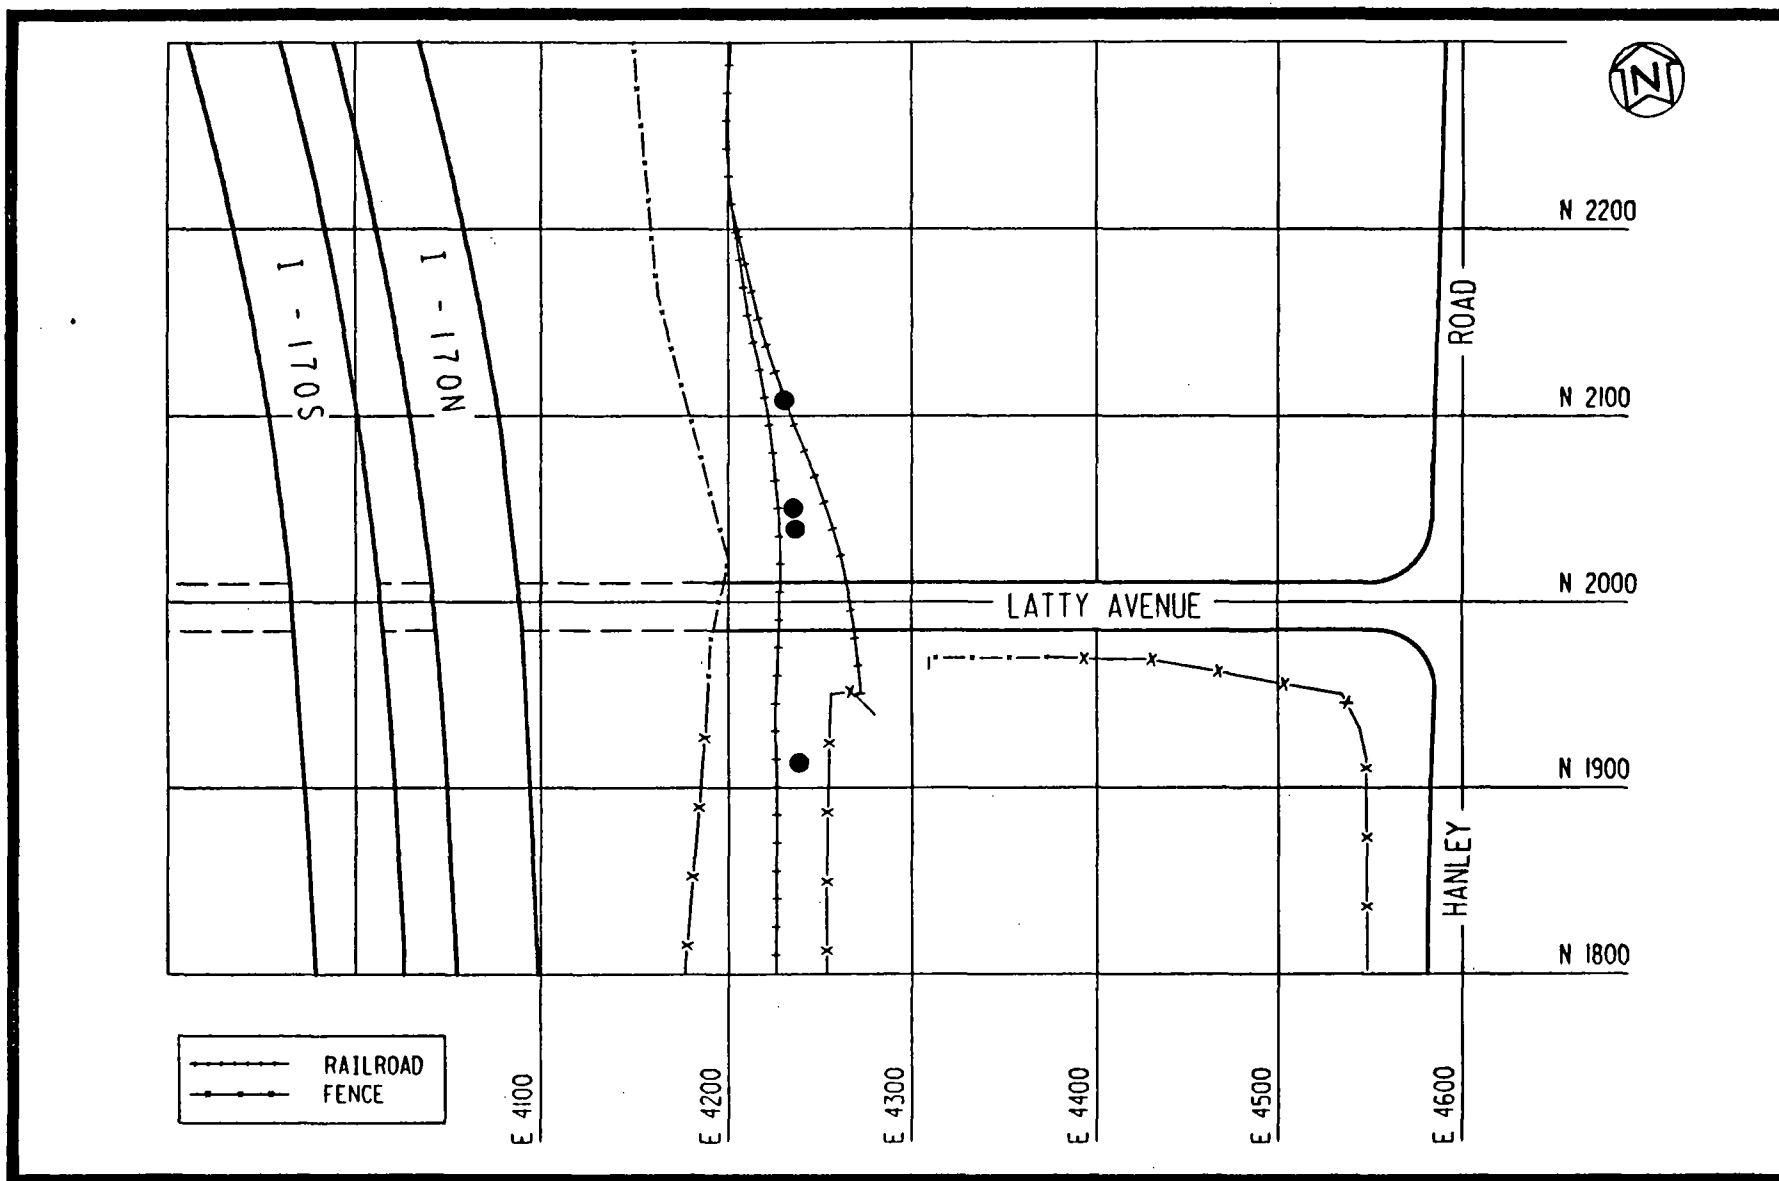 N
N 2200
I - 170S
I - 170N
ROAD
N 2100
N 2000
LATTY AVENUE
N 1900
HANLEY
N 1800
RAILROAD
FENCE
E 4100
E 4200
E 4300
E 4400
E 4500
E 4600